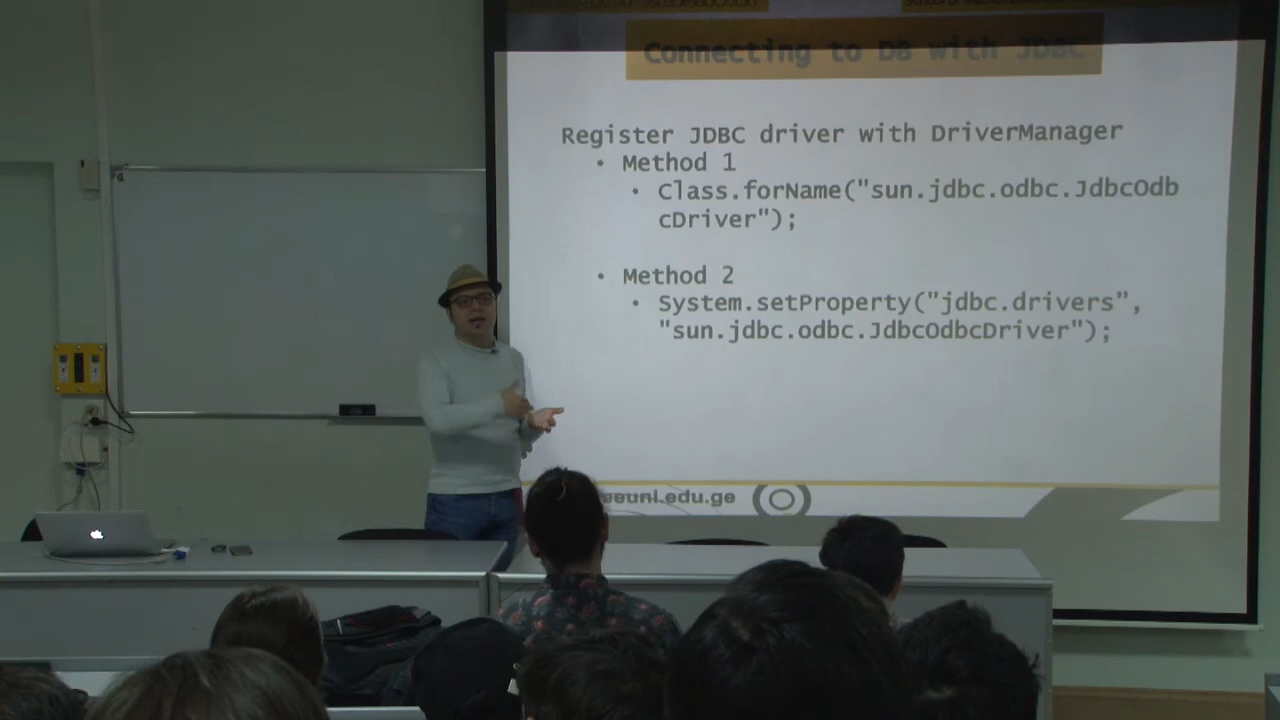 Connecting to DB with JDBC
Register JDBC driver with DriverManager
• Method 1
• Class.forName("sun.jdbc.odbc.JdbcOdb
cDriver");
• Method 2
• System.setProperty("jdbc.drivers",
"sun.jdbc.odbc.JdbcOdbcDriver");